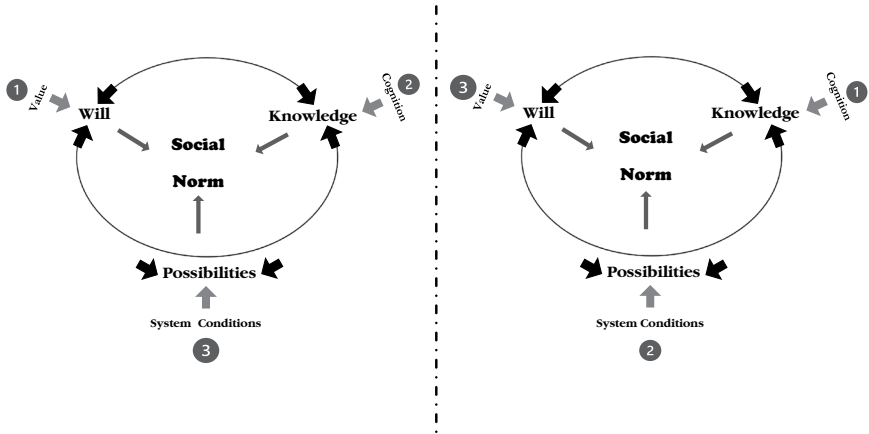 1
Value
Will
2
Cognition
Knowledge
Social
Norm
Possibilities
System Conditions
3
3
Value
Will
1
Cognition
Knowledge
Social
Norm
Possibilities
System Conditions
2